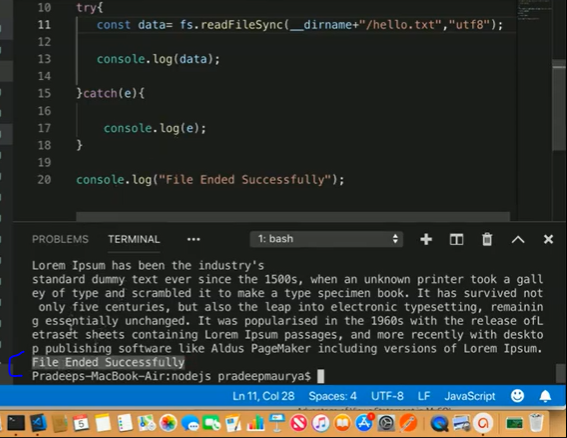 10 try{
11 const data= fs.readFileSync(__dirname+"/hello.txt","utf8");
12
13 console.log(data);
14
15 }catch(e){
16
17 console.log(e);
18 }
19
20 console.log("File Ended Successfully");
PROBLEMS TERMINAL ••• 1: bash
Lorem Ipsum has been the industry's
standard dummy text ever since the 1500s, when an unknown printer took a gall
ey of type and scrambled it to make a type specimen book. It has survived not
only five centuries, but also the leap into electronic typesetting, remainin
g essentially unchanged. It was popularised in the 1960s with the release ofL
etraset sheets containing Lorem Ipsum passages, and more recently with deskto
p publishing software like Aldus PageMaker including versions of Lorem Ipsum.
File Ended Successfully
Pradeeps-MacBook-Air:nodejs pradeepmaurya$
Ln 11, Col 28 Spaces: 4 UTF-8 LF JavaScript